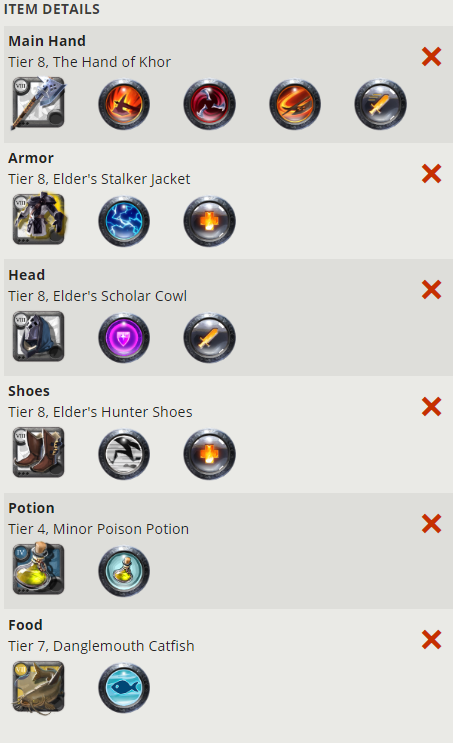 ITEM DETAILS
Main Hand
Tier 8, The Hand of Khor
VIII
Armor
Tier 8, Elder's Stalker Jacket
VIII
Head
Tier 8, Elder's Scholar Cowl
VIII
Shoes
Tier 8, Elder's Hunter Shoes
VIII
Potion
Tier 4, Minor Poison Potion
IV
Food
Tier 7, Danglemouth Catfish
VII